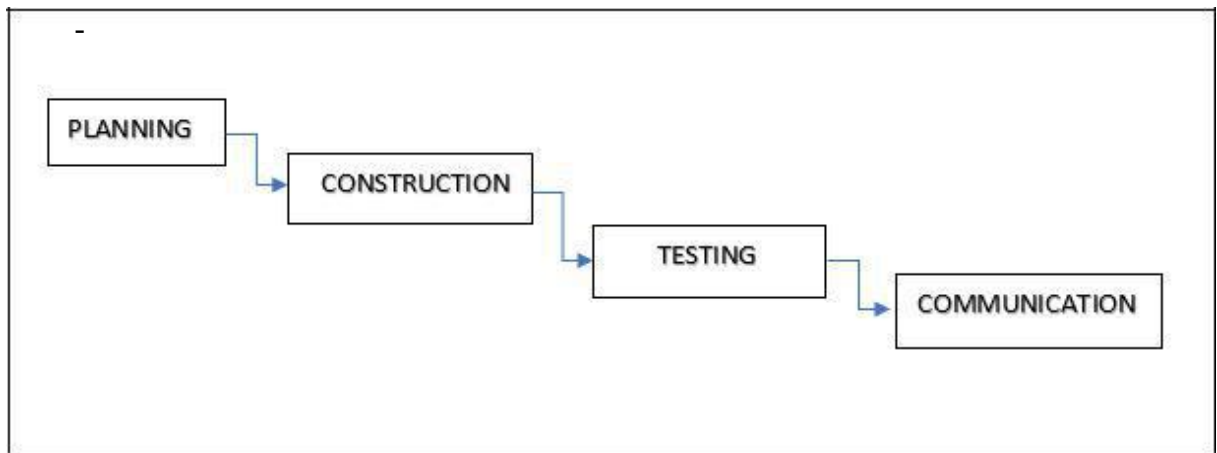 -
PLANNING
CONSTRUCTION
TESTING
COMMUNICATION